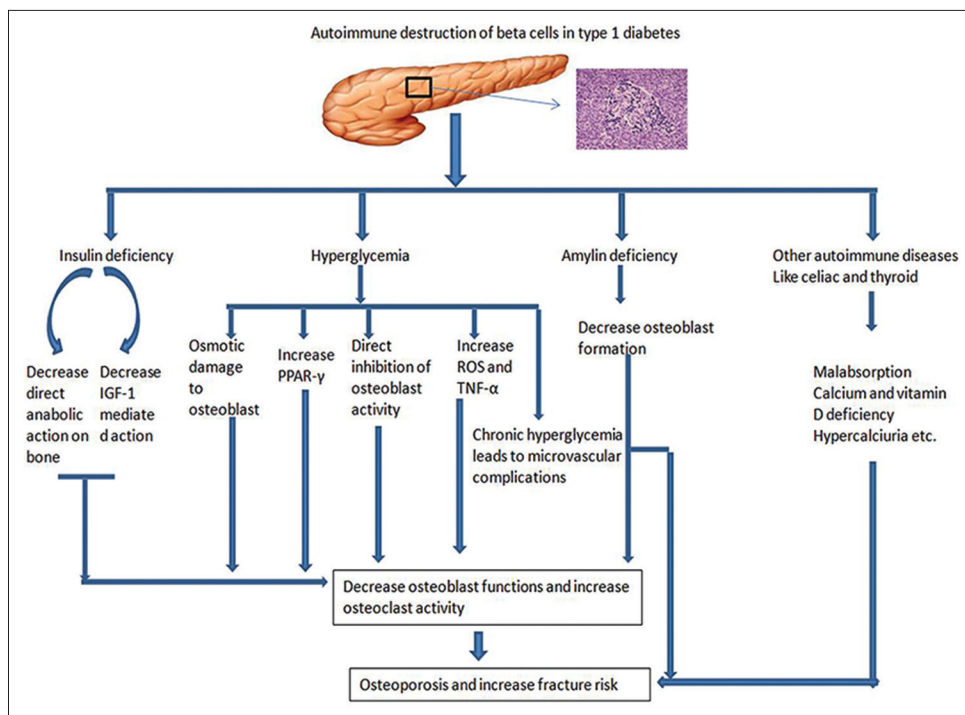 Autoimmune destruction of beta cells in type 1 diabetes
Insulin deficiency
Hyperglycemia
Amylin deficiency
Other autoimmune diseases
Like celiac and thyroid
Decrease
direct
anabolic
action on
bone
Decrease
IGF-1
mediate
d action
Osmotic
damage
to
osteoblast
Increase
PPAR-γ
Direct
inhibition of
osteoblast
activity
Increase
ROS and
TNF-α
Chronic hyperglycemia
leads to microvascular
complications
Decrease osteoblast
formation
Malabsorption
Calcium and vitamin
D deficiency
Hypercalciuria etc.
Decrease osteoblast functions and increase
osteoclast activity
Osteoporosis and increase fracture risk